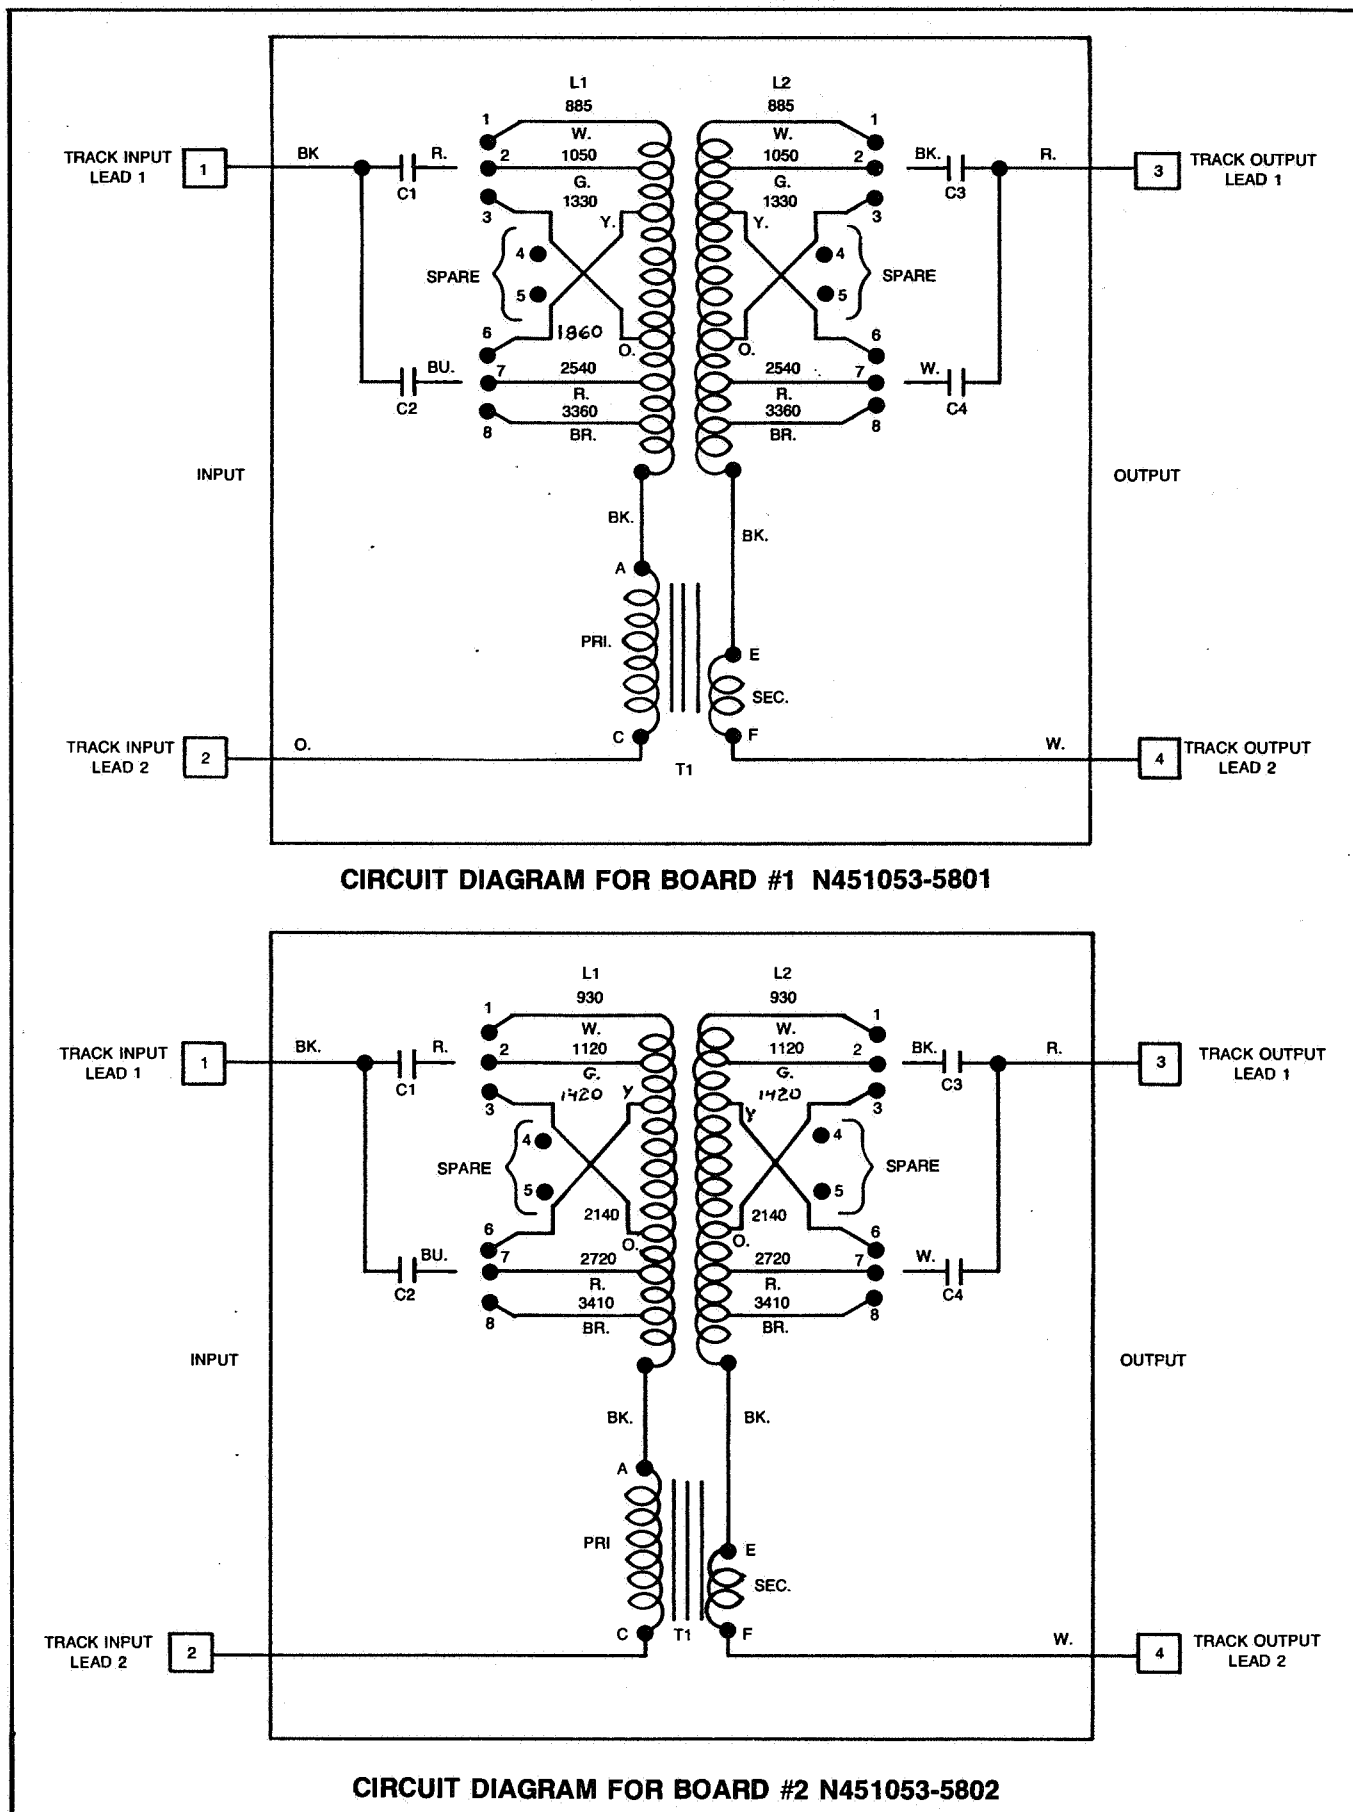 L1 L2
885 885
1 W. W. 1
TRACK INPUT LEAD 1 1 BK C1 R. 2 1050 1050 2 BK. C3 R. 3 TRACK OUTPUT LEAD 1
G. G.
3 1330 1330 3
Y. Y.
SPARE 4 4 SPARE
5 5
6 1860 6
O. O.
C2 BU. 7 2540 2540 7 W. C4
R. R.
8 3360 3360 8
BR. BR.
INPUT OUTPUT
BK. BK.
A
PRI. E
SEC.
TRACK INPUT LEAD 2 2 O. C F W. 4 TRACK OUTPUT LEAD 2
T1
CIRCUIT DIAGRAM FOR BOARD #1 N451053-5801
L1 L2
930 930
1 W. W. 1
TRACK INPUT LEAD 1 1 BK. C1 R. 2 1120 1120 2 BK. C3 R. 3 TRACK OUTPUT LEAD 1
G. G.
3 1420 1420 3
Y Y
SPARE 4 4 SPARE
5 5
6 2140 2140 6
O. O.
C2 BU. 7 2720 2720 7 W. C4
R. R.
8 3410 3410 8
BR. BR.
INPUT OUTPUT
BK. BK.
A
PRI E
SEC.
TRACK INPUT LEAD 2 2 C T1 F W. 4 TRACK OUTPUT LEAD 2
CIRCUIT DIAGRAM FOR BOARD #2 N451053-5802